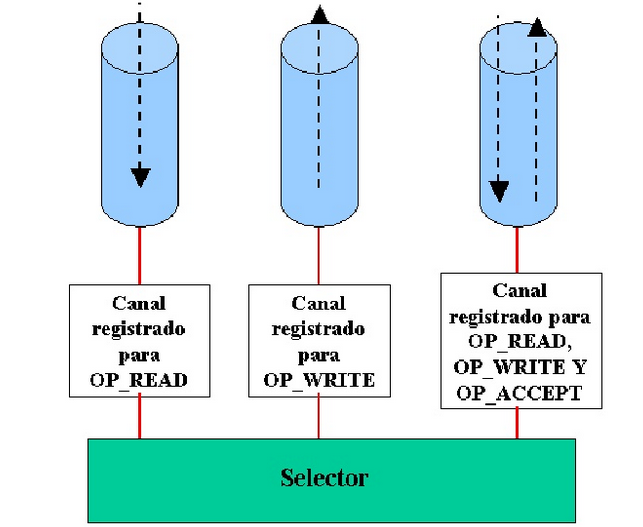 Canal
registrado
para
OP_READ
Canal
registrado
para
OP_WRITE
Canal
registrado para
OP_READ,
OP_WRITE Y
OP_ACCEPT
Selector